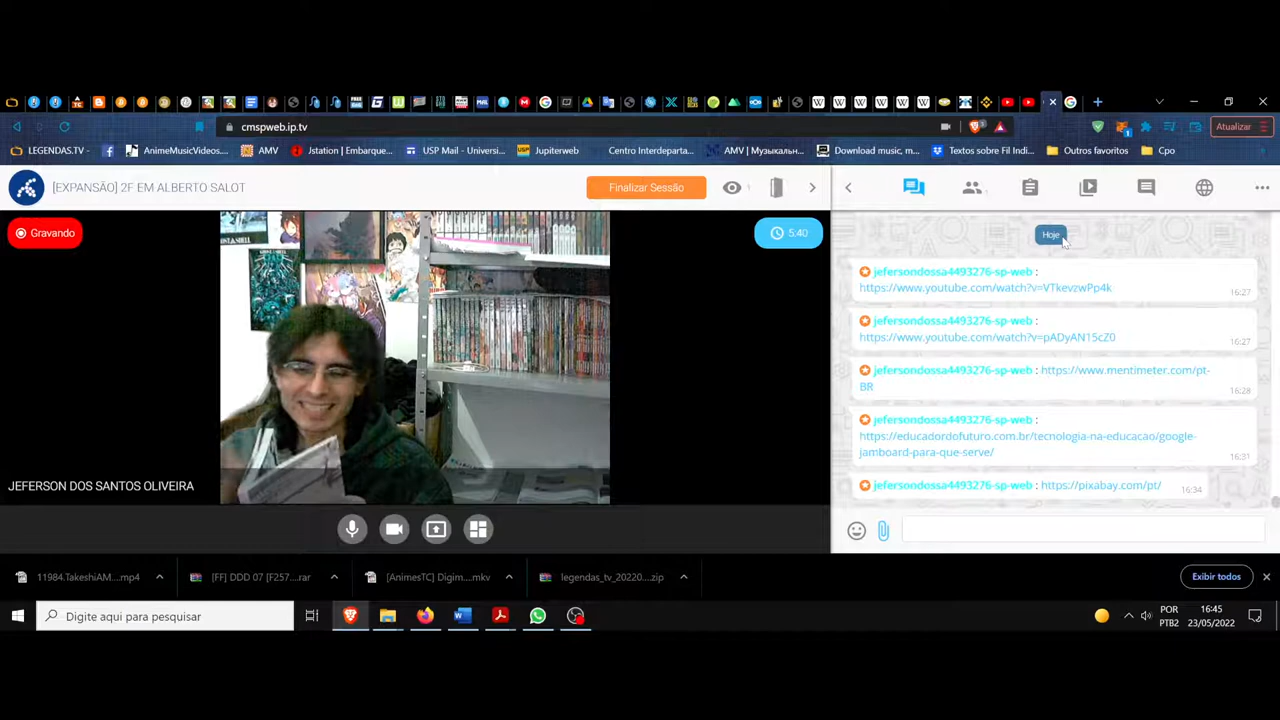 cmspweb.ip.tv
Atualizar
LEGENDAS.TV -
AnimeMusicVideos...
AMV
Jstation | Embarque...
USP Mail - Universi...
Jupiterweb
Centro Interdeparta...
AMV | Музыкальн...
Download music, m...
Textos sobre Fil Indi...
Outros favoritos
Cpo
[EXPANSÃO] 2F EM ALBERTO SALOT
Finalizar Sessão
Gravando
5:40
JEFERSON DOS SANTOS OLIVEIRA
Hoje
jefersondossa4493276-sp-web :
https://www.youtube.com/watch?v=VTkevzwPp4k
16:27
jefersondossa4493276-sp-web :
https://www.youtube.com/watch?v=pADyAN15cZ0
16:27
jefersondossa4493276-sp-web : https://www.mentimeter.com/pt-
BR
16:28
jefersondossa4493276-sp-web :
https://educadordofuturo.com.br/tecnologia-na-educacao/google-
jamboard-para-que-serve/
16:31
jefersondossa4493276-sp-web : https://pixabay.com/pt/
16:34
11984.TakeshiAM....mp4
[FF] DDD 07 [F257....rar
[AnimesTC] Digim...mkv
legendas_tv_20220....zip
Exibir todos
Digite aqui para pesquisar
POR
PTB2
16:45
23/05/2022